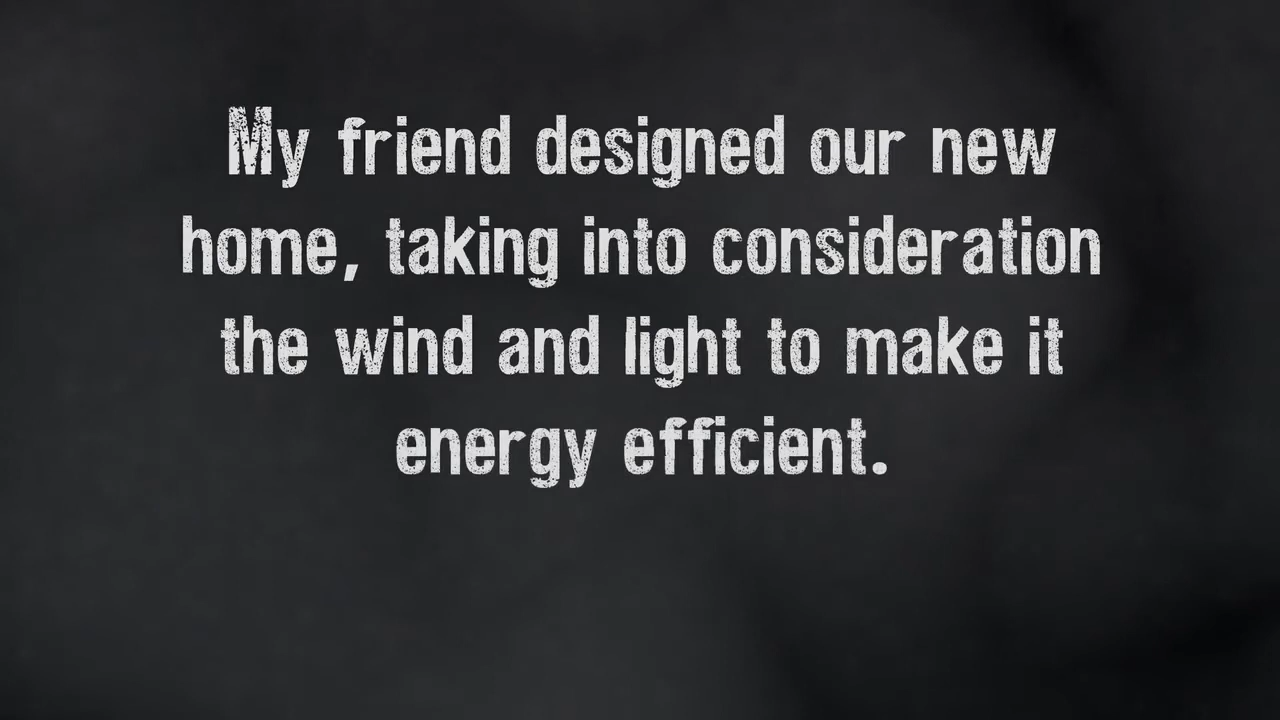 My friend designed our new
home, taking into consideration
the wind and light to make it
energy efficient.